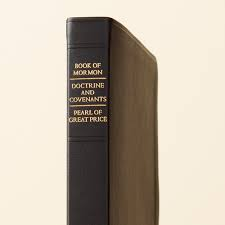 BOOK OF
MORMON
DOCTRINE
AND
COVENANTS
PEARL OF
GREAT PRICE